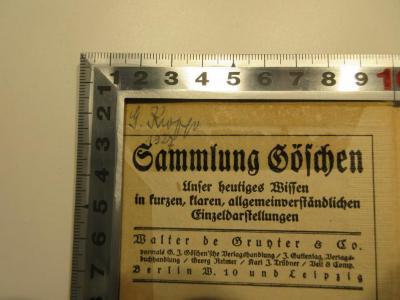 1 2 3 4 5 6 7 8 9 10
1
2
3
4
5
6
7
1927
Sammlung Göschen
Unser heutiges Wissen
in kurzen, klaren, allgemeinverständlichen
Einzeldarstellungen
Walter de Gruyter & Co.
vormals G. J. Göschen'sche Verlagshandlung / J. Guttentag, Verlags-
buchhandlung / Georg Reimer / Karl J. Trübner / Veit & Comp.
Berlin W. 10 und Leipzig